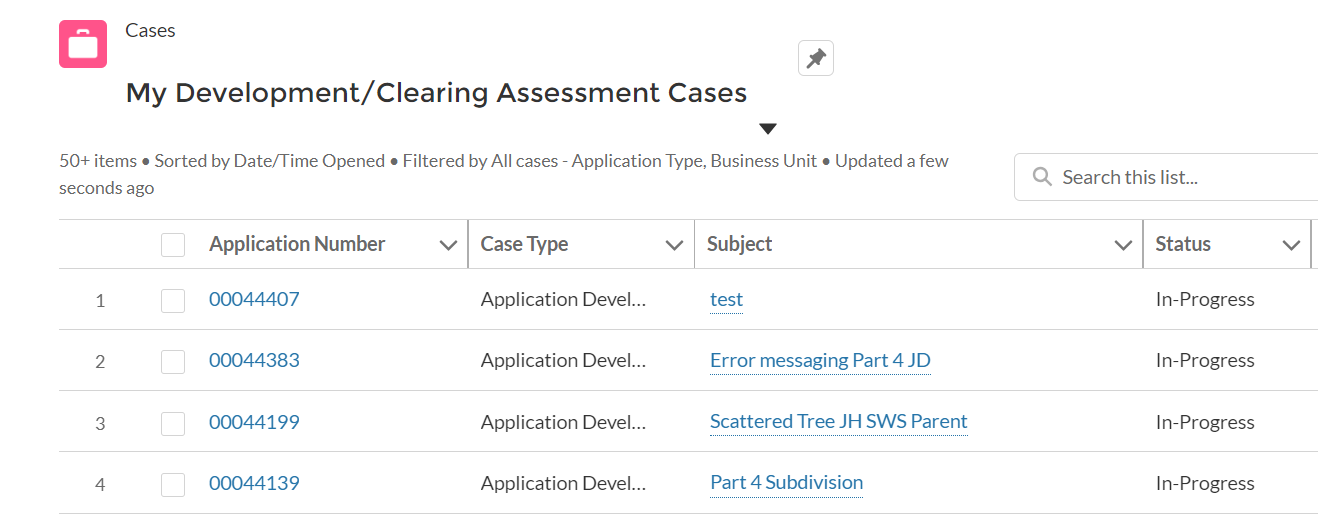 Cases
My Development/Clearing Assessment Cases
50+ items • Sorted by Date/Time Opened • Filtered by All cases - Application Type, Business Unit • Updated a few
seconds ago
Search this list...
Application Number Case Type Subject Status
1 00044407 Application Devel... test In-Progress
2 00044383 Application Devel... Error messaging Part 4 JD In-Progress
3 00044199 Application Devel... Scattered Tree JH SWS Parent In-Progress
4 00044139 Application Devel... Part 4 Subdivision In-Progress